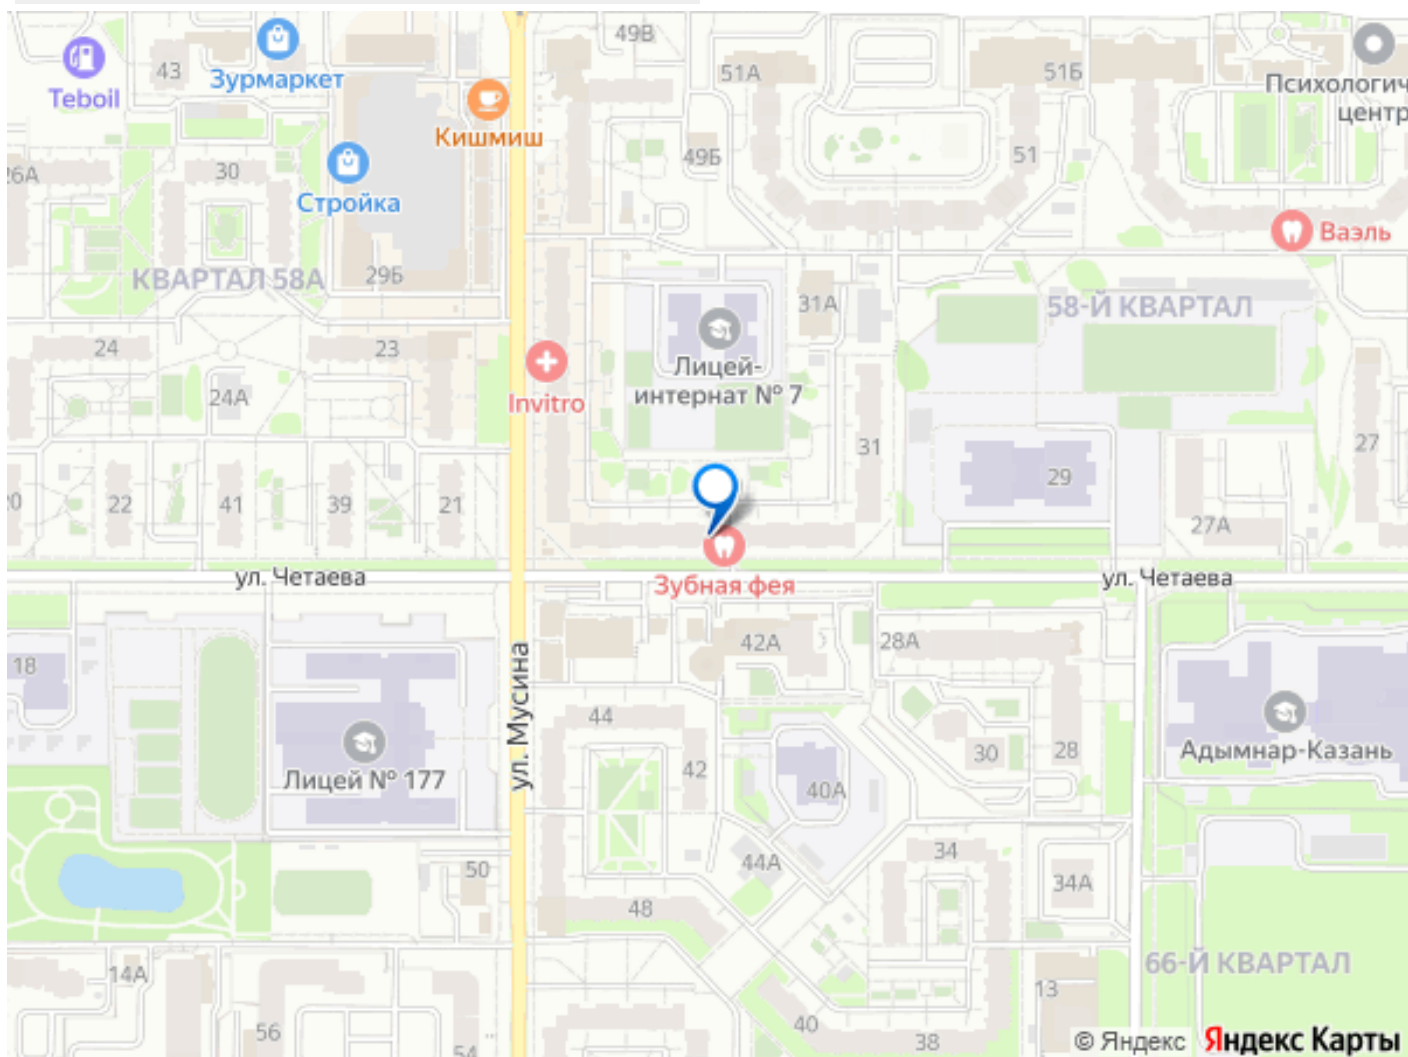 49В
43
Зурмаркет
Teboil
51А
51Б
Психологич
центр
Кишмиш
26А
30
Стройка
49Б
51
Ваэль
КВАРТАЛ 58А
29Б
31А
58-Й КВАРТАЛ
24
23
Лицей-
интернат № 7
24А
Invitro
31
27
20
22
41
39
21
29
27А
ул. Четаева
Зубная фея
ул. Четаева
18
42А
28А
ул. Мусина
44
Лицей № 177
42
40А
30
28
Адымнар-Казань
50
44А
34
34А
48
14А
66-Й КВАРТАЛ
13
56
54
40
38
© Яндекс Яндекс Карты